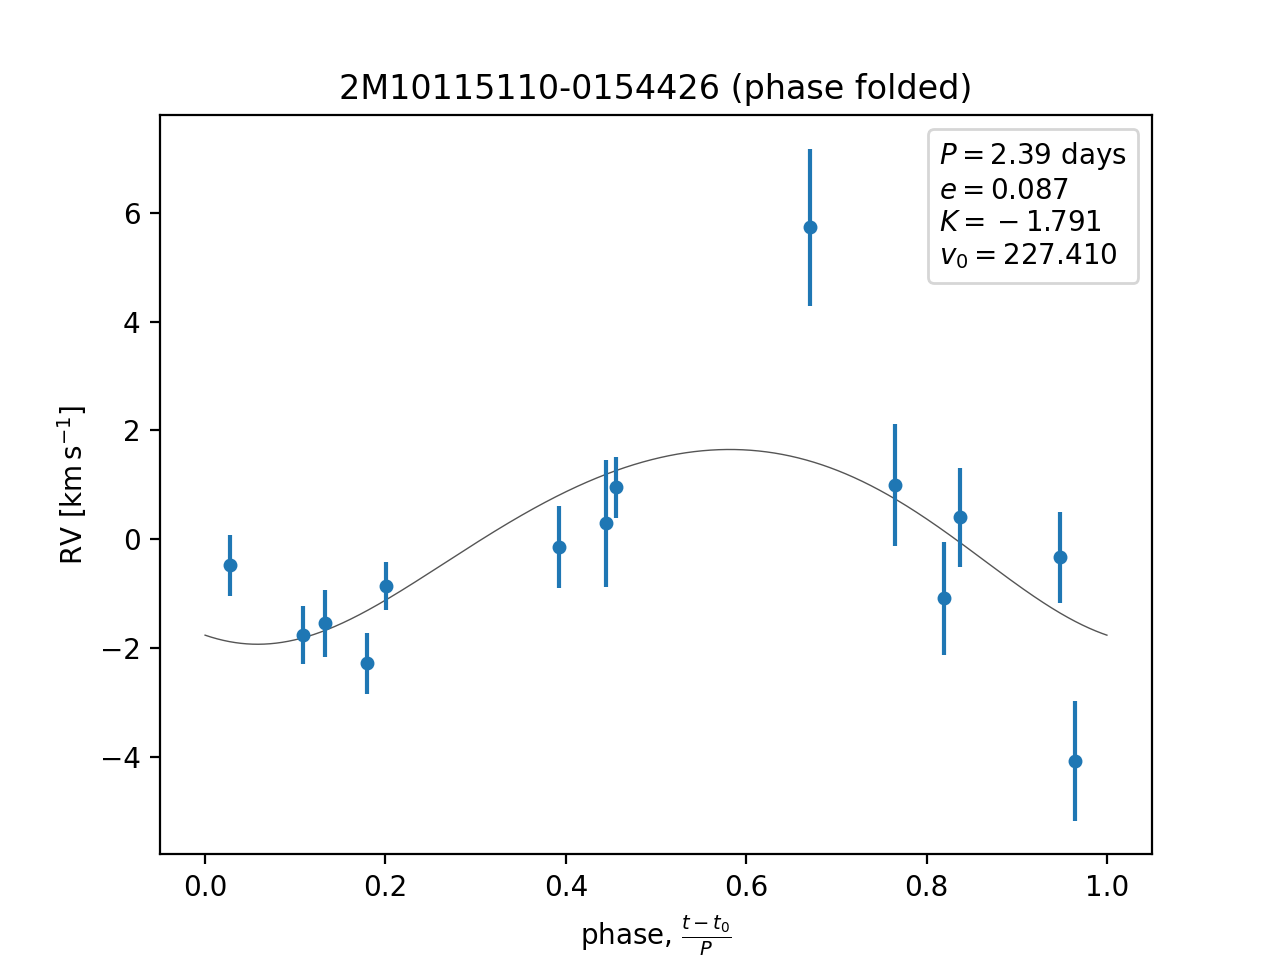 2M10115110-0154426 (phase folded)
P = 2.39 days
e = 0.087
K = −1.791
v₀ = 227.410
RV [km s⁻¹]
6
4
2
0
−2
−4
0.0 0.2 0.4 0.6 0.8 1.0
phase, (t − t₀)/P